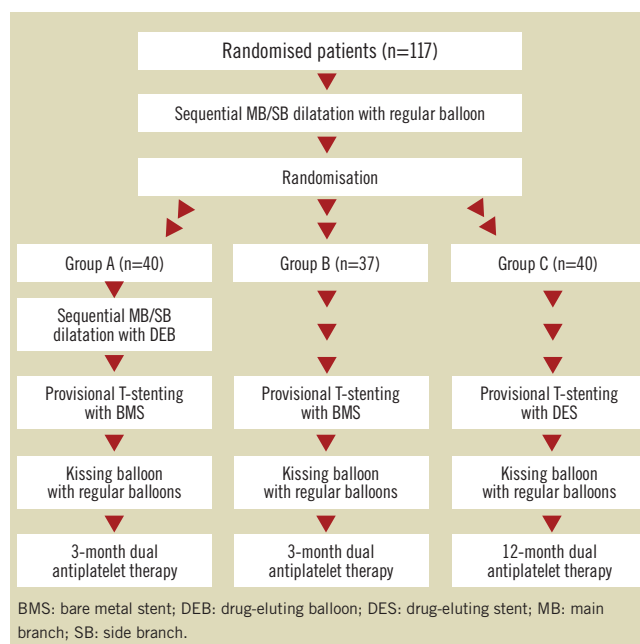 Randomised patients (n=117)
Sequential MB/SB dilatation with regular balloon
Randomisation
Group A (n=40)
Group B (n=37)
Group C (n=40)
Sequential MB/SB
dilatation with DEB
Provisional T-stenting
with BMS
Provisional T-stenting
with BMS
Provisional T-stenting
with DES
Kissing balloon
with regular balloons
Kissing balloon
with regular balloons
Kissing balloon
with regular balloons
3-month dual
antiplatelet therapy
3-month dual
antiplatelet therapy
12-month dual
antiplatelet therapy
BMS: bare metal stent; DEB: drug-eluting balloon; DES: drug-eluting stent; MB: main
branch; SB: side branch.